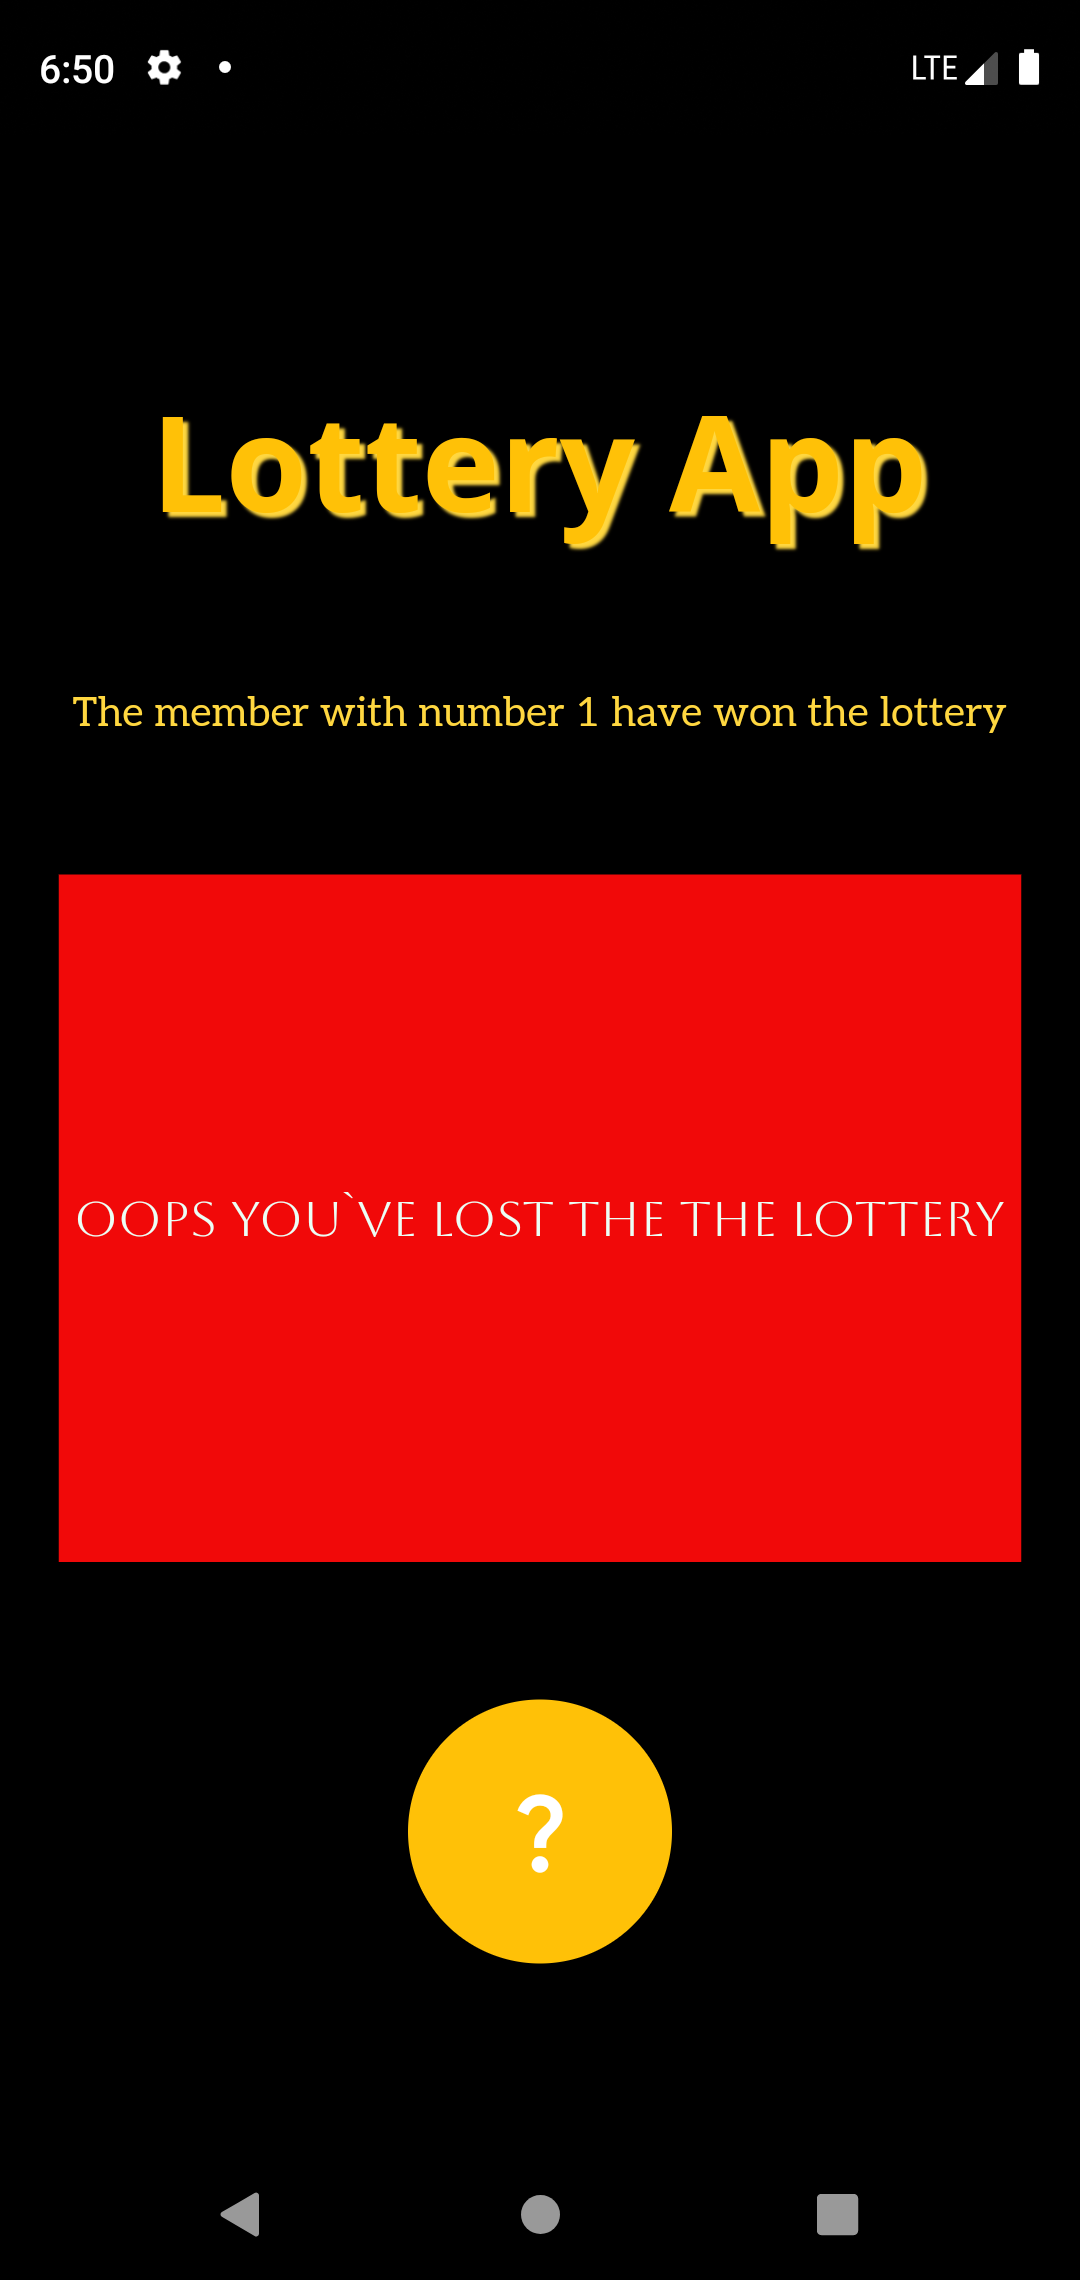 6:50 LTE
Lottery App
The member with number 1 have won the lottery
OOPS YOU`VE LOST THE THE LOTTERY
?